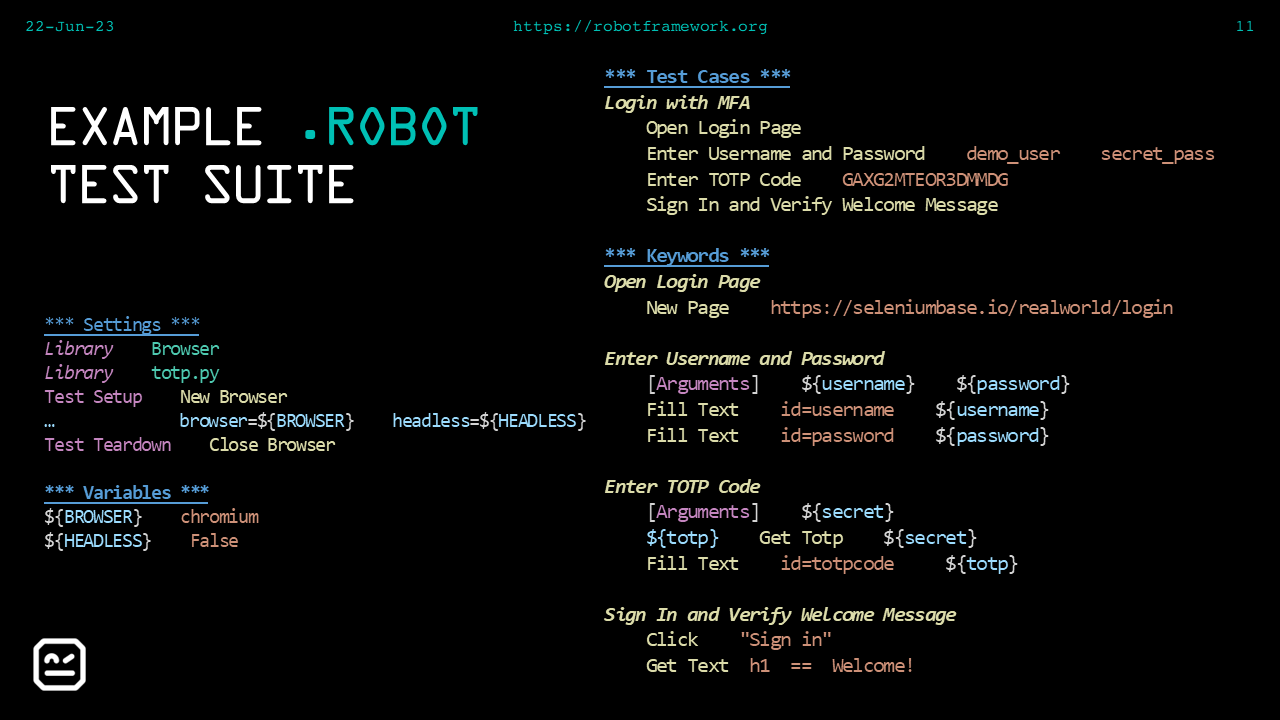 22-Jun-23
https://robotframework.org
11
EXAMPLE .ROBOT
TEST SUITE
*** Settings ***
Library    Browser
Library    totp.py
Test Setup    New Browser
…             browser=${BROWSER}    headless=${HEADLESS}
Test Teardown    Close Browser
*** Variables ***
${BROWSER}    chromium
${HEADLESS}    False
*** Test Cases ***
Login with MFA
    Open Login Page
    Enter Username and Password    demo_user    secret_pass
    Enter TOTP Code    GAXG2MTEOR3DMMDG
    Sign In and Verify Welcome Message
*** Keywords ***
Open Login Page
    New Page    https://seleniumbase.io/realworld/login
Enter Username and Password
    [Arguments]    ${username}    ${password}
    Fill Text    id=username    ${username}
    Fill Text    id=password    ${password}
Enter TOTP Code
    [Arguments]    ${secret}
    ${totp}    Get Totp    ${secret}
    Fill Text    id=totpcode     ${totp}
Sign In and Verify Welcome Message
    Click    "Sign in"
    Get Text  h1  ==  Welcome!